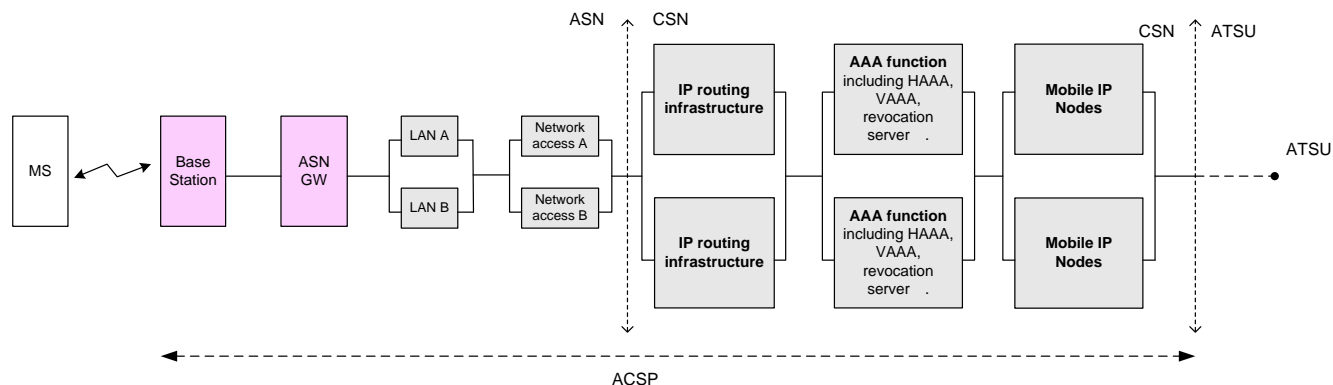 ASN
CSN
CSN
ATSU
MS
Base
Station
ASN
GW
LAN A
LAN B
Network
access A
Network
access B
IP routing
infrastructure
IP routing
infrastructure
AAA function
including HAAA,
VAAA,
revocation
server .
AAA function
including HAAA,
VAAA,
revocation
server .
Mobile IP
Nodes
Mobile IP
Nodes
ATSU
ACSP